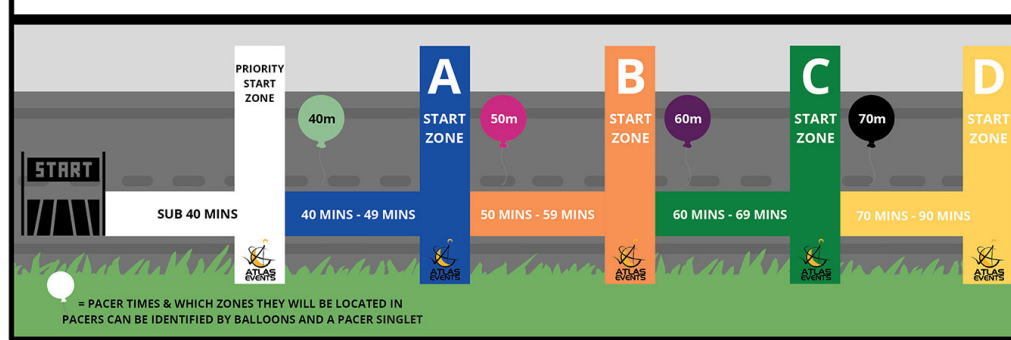 PRIORITY
START
ZONE
A
START
ZONE
B
START
ZONE
C
START
ZONE
D
START
ZONE
40m
50m
60m
70m
START
SUB 40 MINS
40 MINS - 49 MINS
50 MINS - 59 MINS
60 MINS - 69 MINS
70 MINS - 90 MINS
ATLAS
EVENTS
ATLAS
EVENTS
ATLAS
EVENTS
ATLAS
EVENTS
ATLAS
EVENTS
= PACER TIMES & WHICH ZONES THEY WILL BE LOCATED IN
PACERS CAN BE IDENTIFIED BY BALLOONS AND A PACER SINGLET